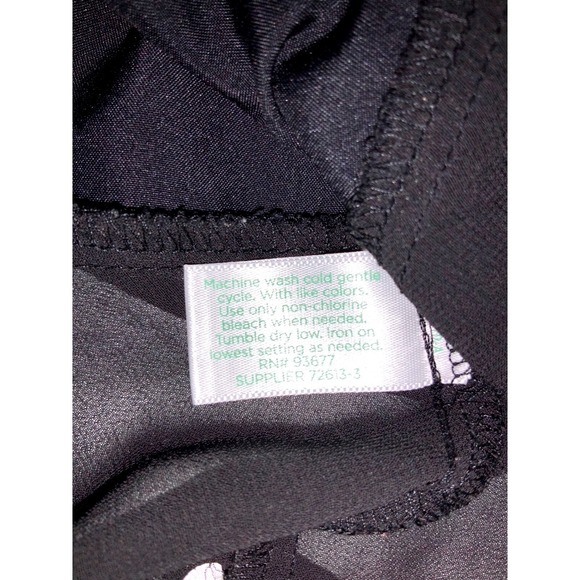 Machine wash cold gentle
cycle. With like colors.
Use only non-chlorine
bleach when needed.
Tumble dry low. Iron on
lowest setting as needed.
RN# 93677
SUPPLIER 72613-3